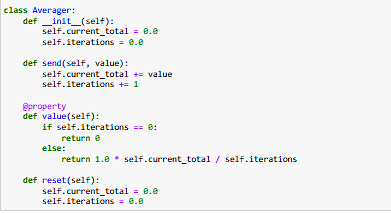 class Averager:
    def __init__(self):
        self.current_total = 0.0
        self.iterations = 0.0

    def send(self, value):
        self.current_total += value
        self.iterations += 1

    @property
    def value(self):
        if self.iterations == 0:
            return 0
        else:
            return 1.0 * self.current_total / self.iterations

    def reset(self):
        self.current_total = 0.0
        self.iterations = 0.0